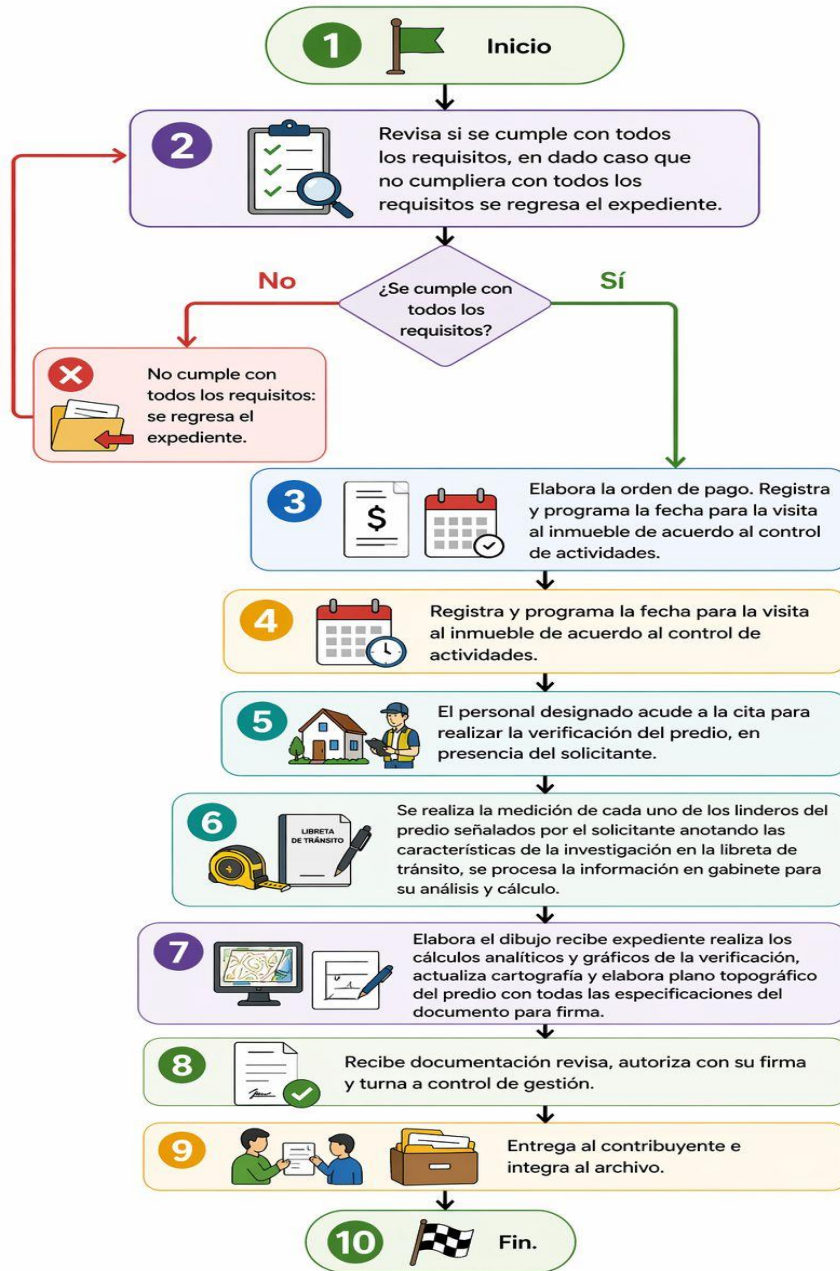 1 Inicio
2
Revisa si se cumple con todos
los requisitos, en dado caso que
no cumpliera con todos los
requisitos se regresa el expediente.
No
¿Se cumple con
todos los
requisitos?
Sí
No cumple con
todos los requisitos:
se regresa el
expediente.
3
$
Elabora la orden de pago. Registra
y programa la fecha para la visita
al inmueble de acuerdo al control
de actividades.
4
Registra y programa la fecha para la visita
al inmueble de acuerdo al control de
actividades.
5
El personal designado acude a la cita para
realizar la verificación del predio, en
presencia del solicitante.
6
LIBRETA
DE TRÁNSITO
Se realiza la medición de cada uno de los linderos del
predio señalados por el solicitante anotando las
características de la investigación en la libreta de
tránsito, se procesa la información en gabinete para
su análisis y cálculo.
7
Elabora el dibujo recibe expediente realiza los
cálculos analíticos y gráficos de la verificación,
actualiza cartografía y elabora plano topográfico
del predio con todas las especificaciones del
documento para firma.
8
Recibe documentación revisa, autoriza con su firma
y turna a control de gestión.
9
Entrega al contribuyente e
integra al archivo.
10 Fin.